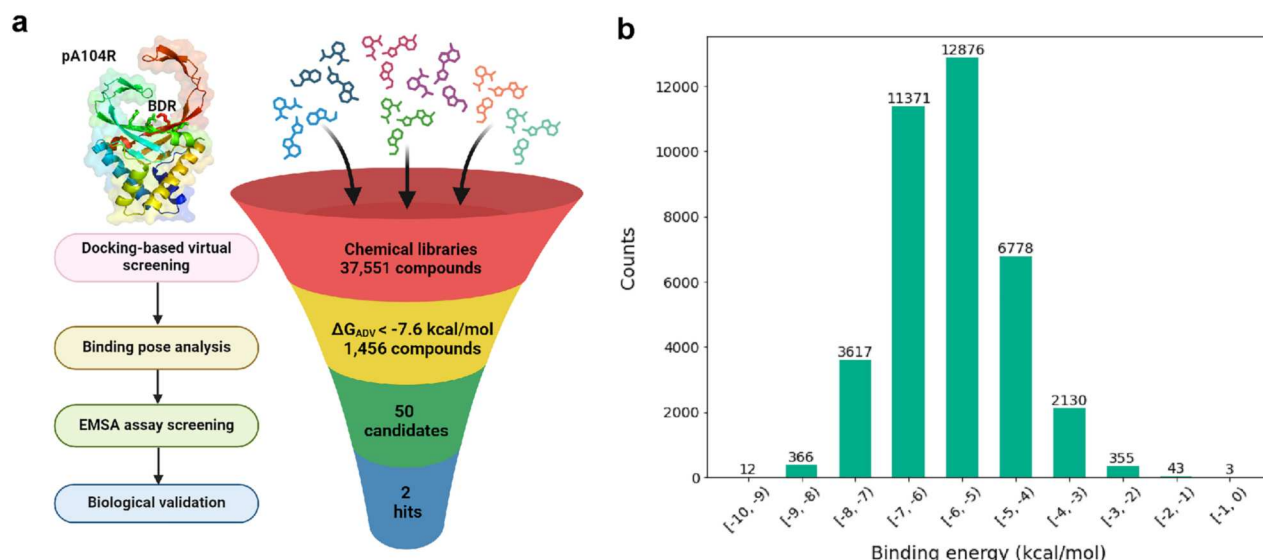 a
pA104R
BDR
Docking-based virtual
screening
Binding pose analysis
EMSA assay screening
Biological validation
Chemical libraries
37,551 compounds
ΔGADV < -7.6 kcal/mol
1,456 compounds
50
candidates
2
hits
b
Counts
12000
10000
8000
6000
4000
2000
0
12
366
3617
11371
12876
6778
2130
355
43
3
[-10, -9)
[-9, -8)
[-8, -7)
[-7, -6)
[-6, -5)
[-5, -4)
[-4, -3)
[-3, -2)
[-2, -1)
[-1, 0)
Binding energy (kcal/mol)